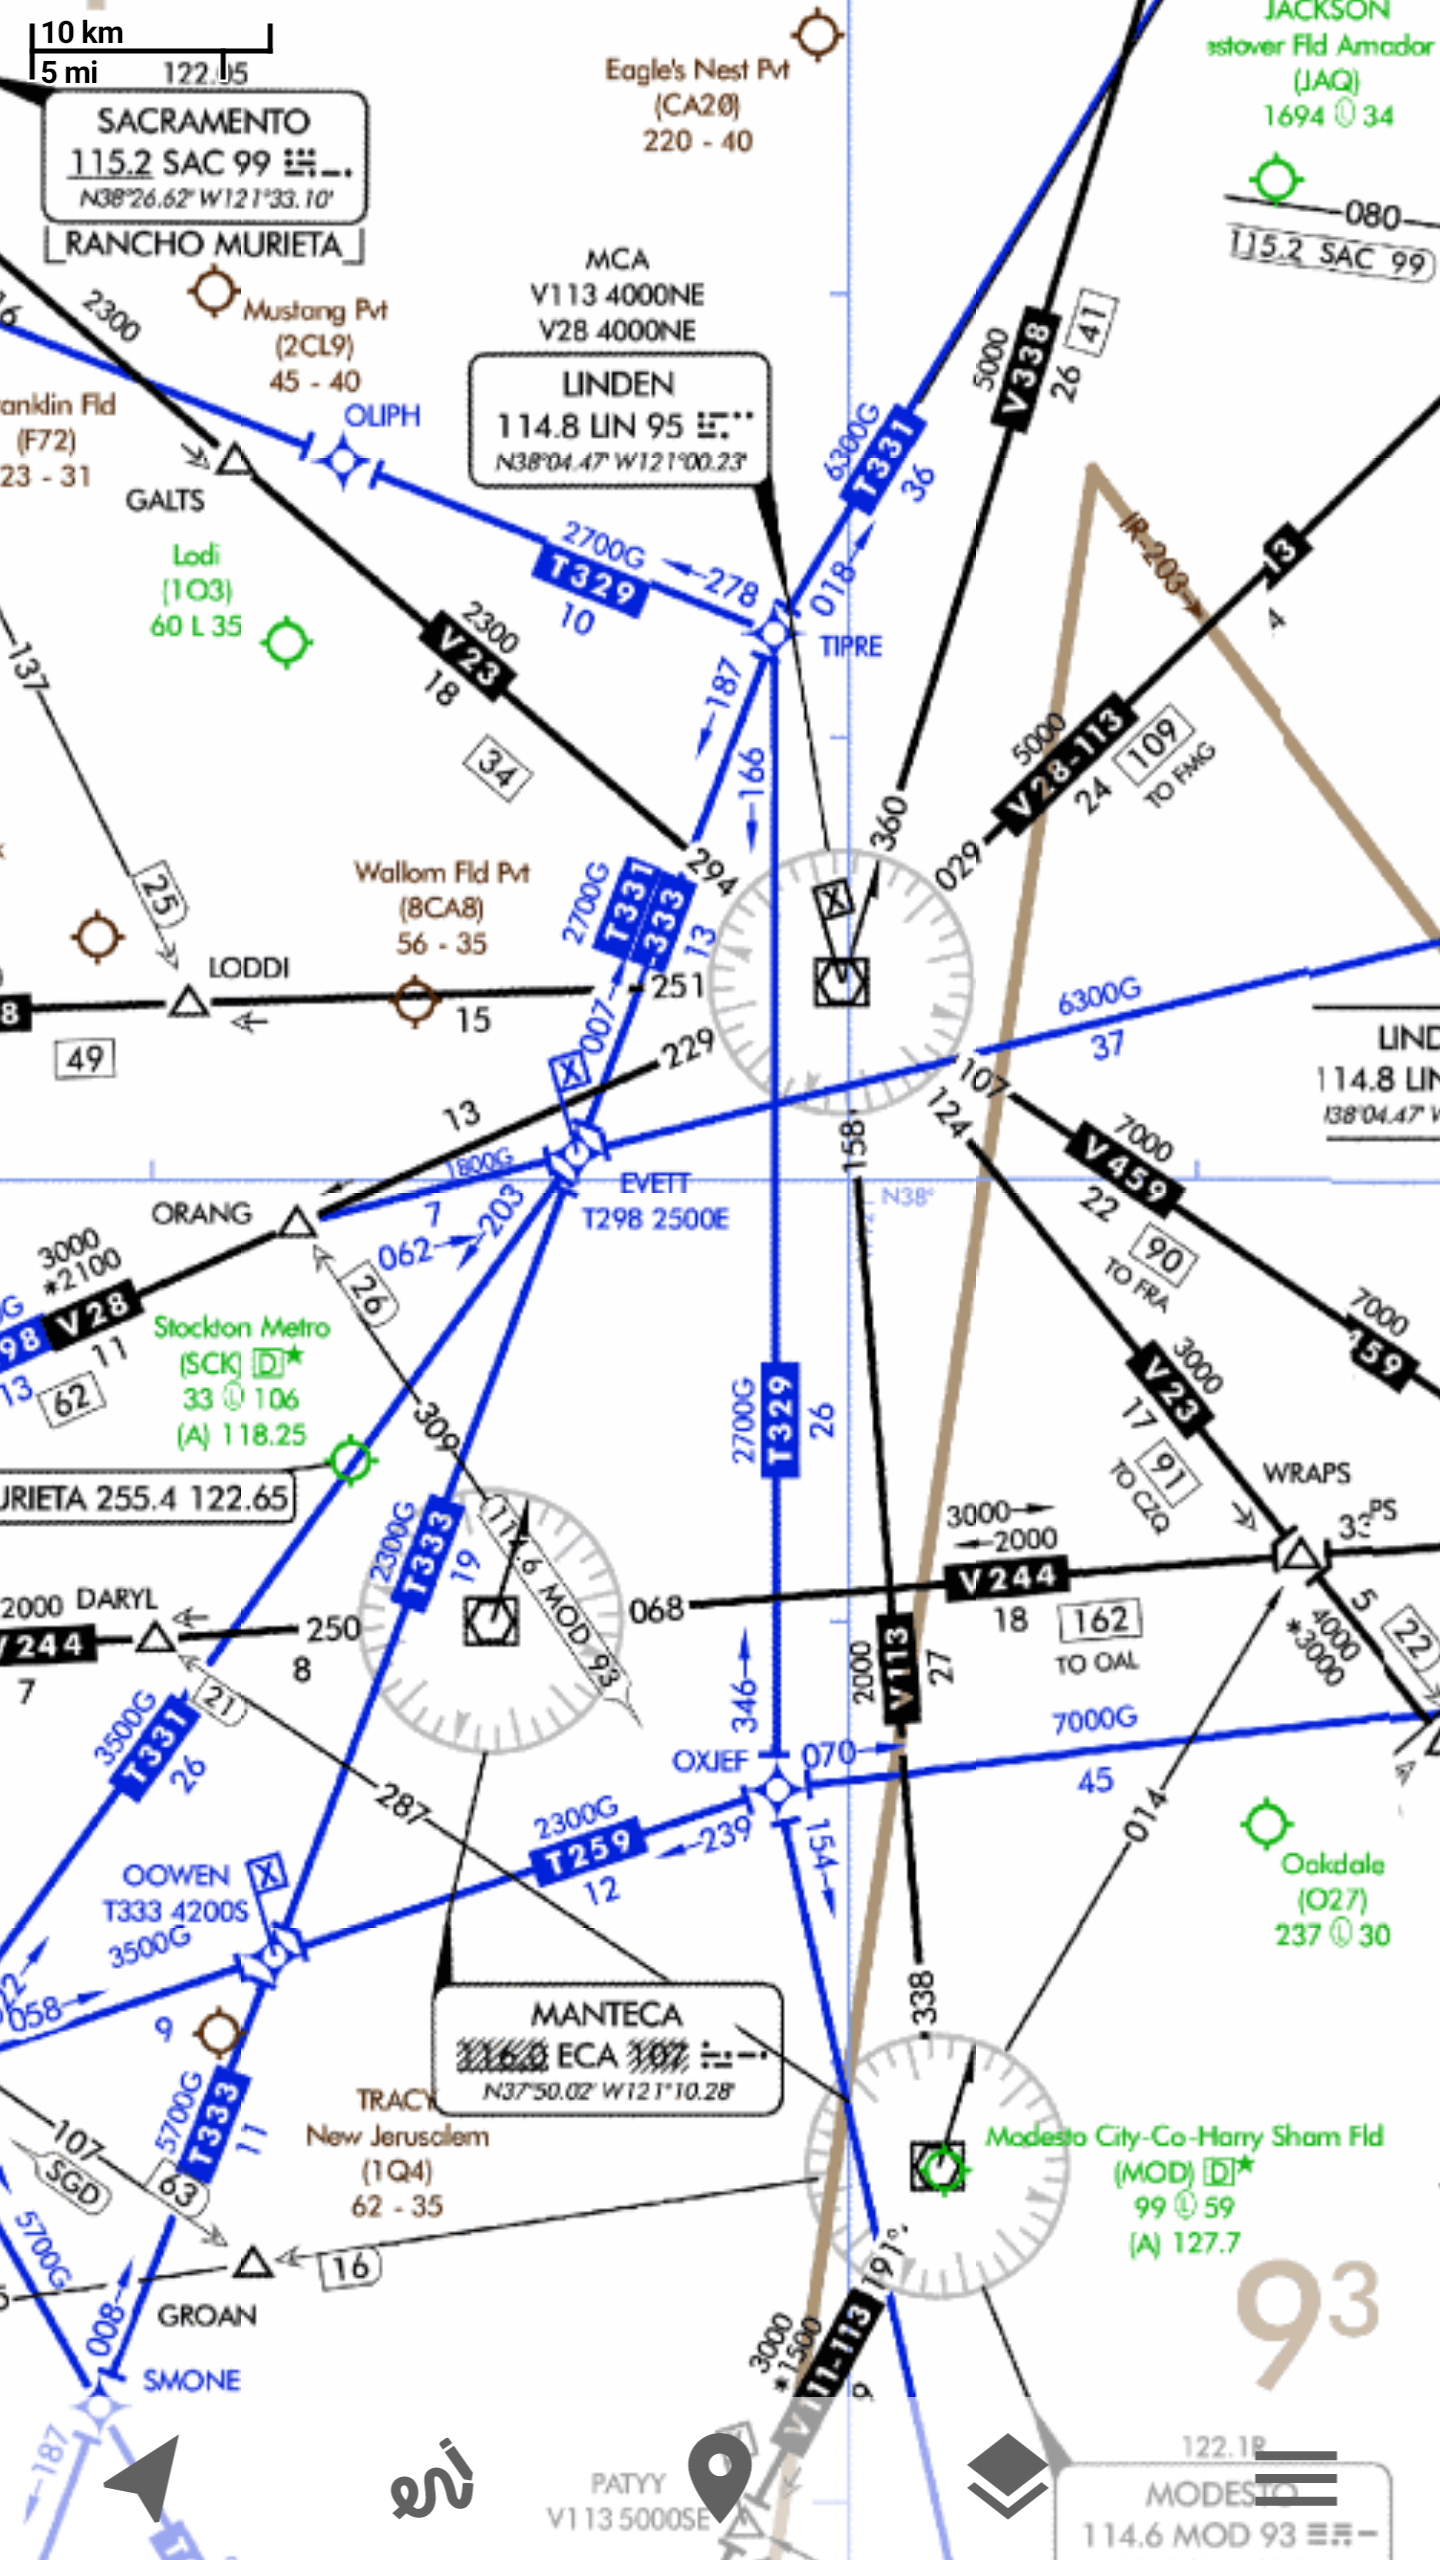 10 km
5 mi
122.05
SACRAMENTO
115.2 SAC 99
N38°26.62' W121°33.10'
RANCHO MURIETA
Eagle's Nest Pvt
(CA20)
220 - 40
JACKSON
estover Fld Amador
(JAQ)
1694 L 34
080
115.2 SAC 99
2300
Mustang Pvt
(2CL9)
45 - 40
MCA
V113 4000NE
V28 4000NE
LINDEN
114.8 LIN 95
N38°04.47' W121°00.23'
5000
V338
26
41
anklin Fld
(F72)
23 - 31
OLIPH
GALTS
6300G
T331
36
018
IR-203
13
4
Lodi
(1O3)
60 L 35
2700G
T329
278
10
TIPRE
137
2300
V23
18
34
187
166
5000
V28-113
24
109
TO FMG
360
029
294
25
Wallom Fld Pvt
(8CA8)
56 - 35
2700G
T331
333
13
X
LODDI
251
15
8
49
007
229
X
6300G
37
LIND
114.8 LIN
13
1800G
107
124
158
7000
V459
22
90
TO FRA
EVETT
T298 2500E
N38°
ORANG
7
062
203
3000
*2100
V28
98
11
13
62
26
Stockton Metro
(SCK) D*
33 L 106
(A) 118.25
309
URIETA 255.4 122.65
2700G
T329
26
7000
59
3000
V23
17
91
TO CZQ
WRAPS
2300G
T333
19
114.6 MOD 93
3000
2000
V244
18
162
TO OAL
068
2000
DARYL
V244
7
250
8
21
2000
V113
27
5
4000
*3000
22
346
3500G
T331
26
287
OXJEF
070
7000G
45
014
2300G
T259
12
239
154
Oakdale
(O27)
237 L 30
OOWEN
T333 4200S
X
3500G
058
9
338
MANTECA
116.0 ECA 107
N37°50.02' W121°10.28'
5700G
T333
11
TRACY
New Jerusalem
(1Q4)
62 - 35
Modesto City-Co-Harry Sham Fld
(MOD) D*
99 L 59
(A) 127.7
107
SGD
63
5700G
16
GROAN
008
SMONE
191°
3000
*1500
V111-113
9
93
187
PATYY
V113 5000SE
122.1R
MODESTO
114.6 MOD 93